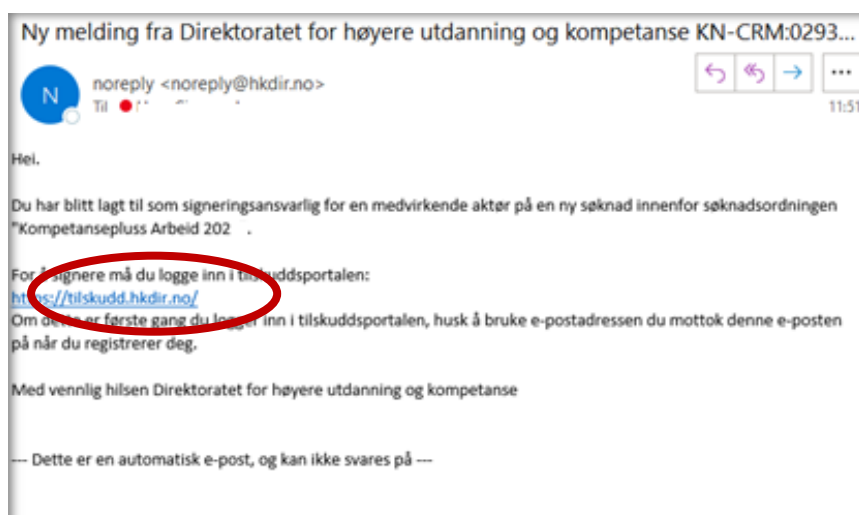 Ny melding fra Direktoratet for høyere utdanning og kompetanse KN-CRM:0293...
N
noreply <noreply@hkdir.no>
Til
11:51
Hei.
Du har blitt lagt til som signeringsansvarlig for en medvirkende aktør på en ny søknad innenfor søknadsordningen
"Kompetansepluss Arbeid 202 .
For å signere må du logge inn i tilskuddsportalen:
https://tilskudd.hkdir.no/
Om dette er første gang du logger inn i tilskuddsportalen, husk å bruke e-postadressen du mottok denne e-posten
på når du registrerer deg.
Med vennlig hilsen Direktoratet for høyere utdanning og kompetanse
--- Dette er en automatisk e-post, og kan ikke svares på ---